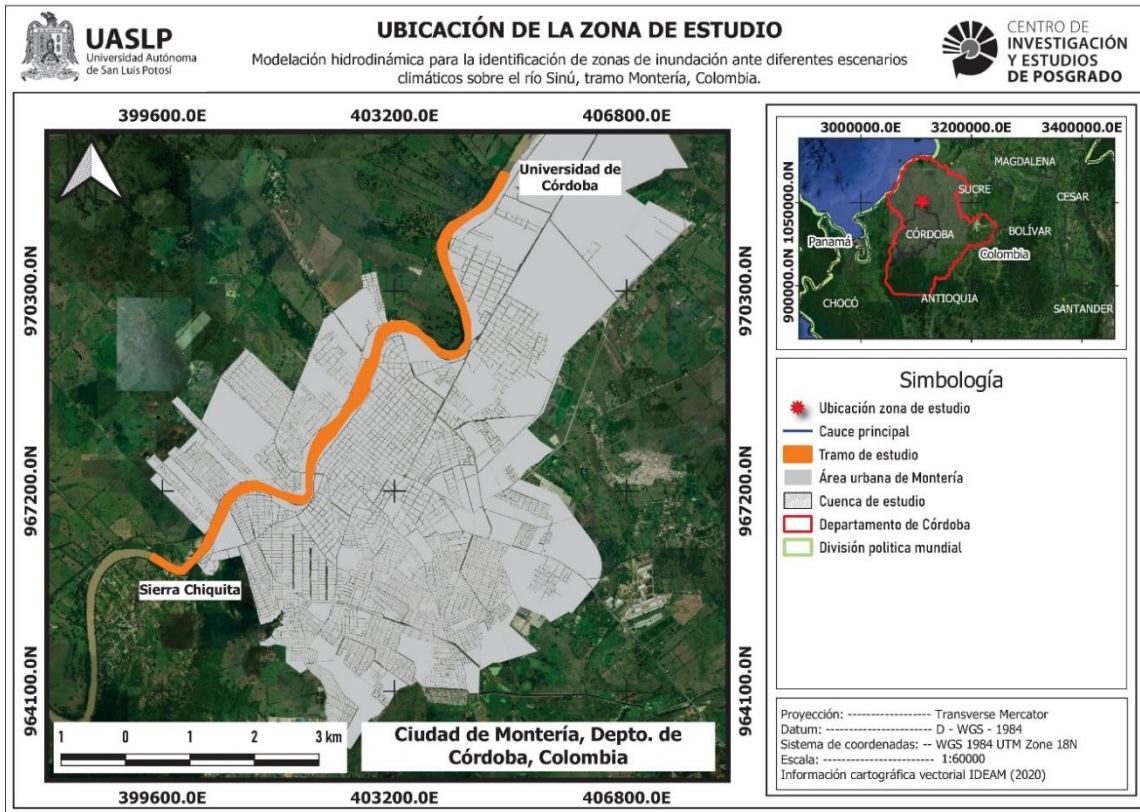 UASLP
Universidad Autónoma
de San Luis Potosí
UBICACIÓN DE LA ZONA DE ESTUDIO
Modelación hidrodinámica para la identificación de zonas de inundación ante diferentes escenarios
climáticos sobre el río Sinú, tramo Montería, Colombia.
CENTRO DE
INVESTIGACIÓN
Y ESTUDIOS
DE POSGRADO
399600.0E 403200.0E 406800.0E
970300.0N
967200.0N
964100.0N
Universidad de
Córdoba
Sierra Chiquita
1 0 1 2 3 km
Ciudad de Montería, Depto. de
Córdoba, Colombia
970300.0N
967200.0N
964100.0N
399600.0E 403200.0E 406800.0E
3000000.0E 3200000.0E 3400000.0E
1050000.0N
900000.0N
MAGDALENA
SUCRE
CESAR
CÓRDOBA
BOLÍVAR
Panamá
Colombia
CHOCÓ
ANTIOQUIA
SANTANDER
Simbología
Ubicación zona de estudio
Cauce principal
Tramo de estudio
Área urbana de Montería
Cuenca de estudio
Departamento de Córdoba
División politica mundial
Proyección: ------------------ Transverse Mercator
Datum: ------------------------ D - WGS - 1984
Sistema de coordenadas: -- WGS 1984 UTM Zone 18N
Escala: ------------------------ 1:60000
Información cartográfica vectorial IDEAM (2020)